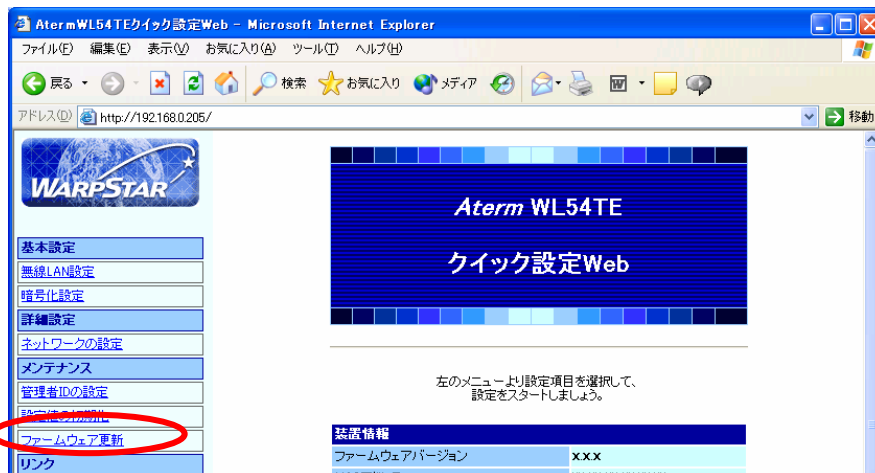 AtermWL54TEクイック設定Web - Microsoft Internet Explorer
ファイル(F) 編集(E) 表示(V) お気に入り(A) ツール(T) ヘルプ(H)
戻る 検索 お気に入り メディア
アドレス(D) http://192.168.0.205/ 移動
WARPSTAR
Aterm WL54TE
クイック設定Web
基本設定
無線LAN設定
暗号化設定
詳細設定
ネットワークの設定
メンテナンス
管理者IDの設定
設定値の初期化
ファームウェア更新
リンク
左のメニューより設定項目を選択して、
設定をスタートしましょう。
装置情報
ファームウェアバージョン x.x.x